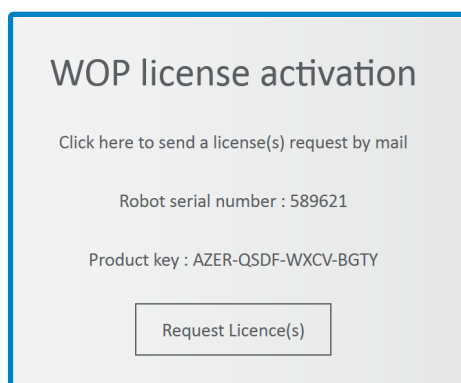 WOP license activation
Click here to send a license(s) request by mail
Robot serial number : 589621
Product key : AZER-QSDF-WXCV-BGTY
Request Licence(s)